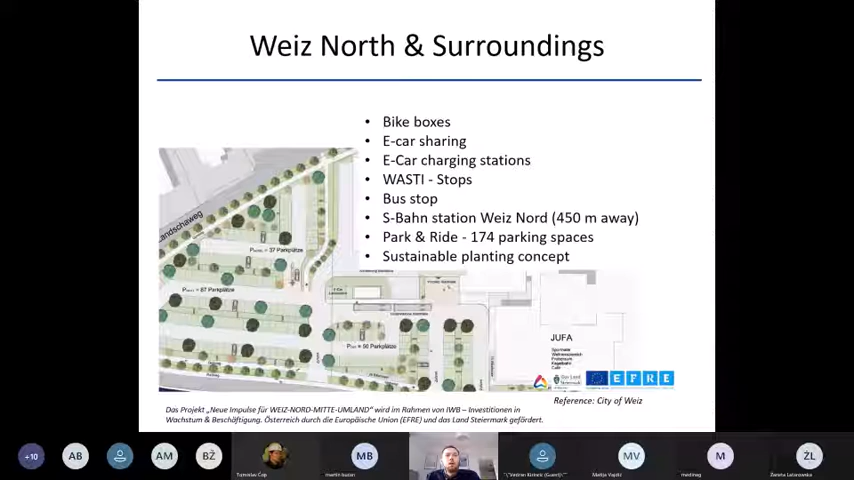 Weiz North & Surroundings
• Bike boxes
• E-car sharing
• E-Car charging stations
• WASTI - Stops
• Bus stop
• S-Bahn station Weiz Nord (450 m away)
• Park & Ride - 174 parking spaces
• Sustainable planting concept
Landschaweg
= 37 Parkplätze
= 87 Parkplätze
= 50 Parkplätze
JUFA
Das Land
Steiermark
EFRE
Reference: City of Weiz
Das Projekt „Neue Impulse für WEIZ-NORD-MITTE-UMLAND" wird im Rahmen von IWB – Investitionen in
Wachstum & Beschäftigung. Österreich durch die Europäische Union (EFRE) und das Land Steiermark gefördert.
+10
AB
AM
BŽ
MB
MV
M
ŽL